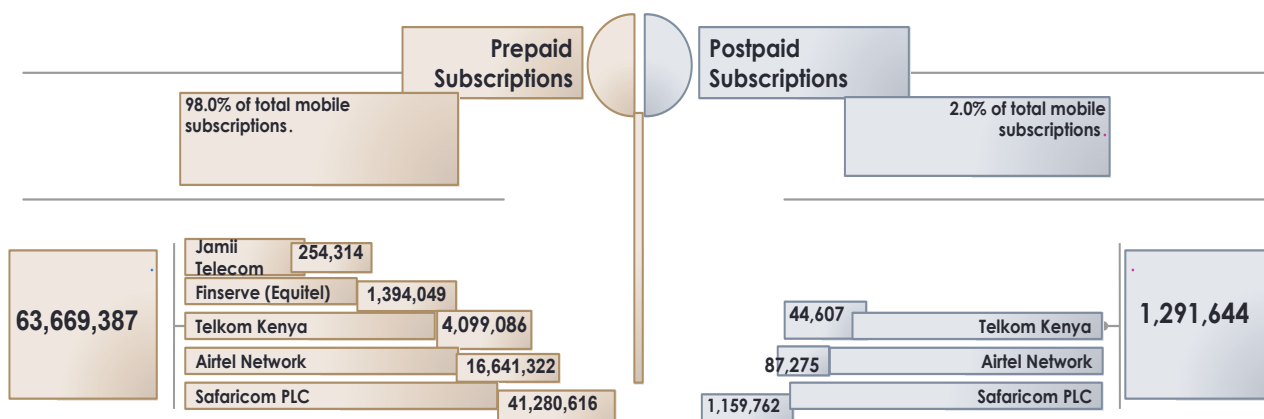 Prepaid
Subscriptions
Postpaid
Subscriptions
98.0% of total mobile
subscriptions.
2.0% of total mobile
subscriptions.
63,669,387
Jamii
Telecom
254,314
Finserve (Equitel)
1,394,049
Telkom Kenya
4,099,086
Airtel Network
16,641,322
Safaricom PLC
41,280,616
44,607
Telkom Kenya
87,275
Airtel Network
1,159,762
Safaricom PLC
1,291,644